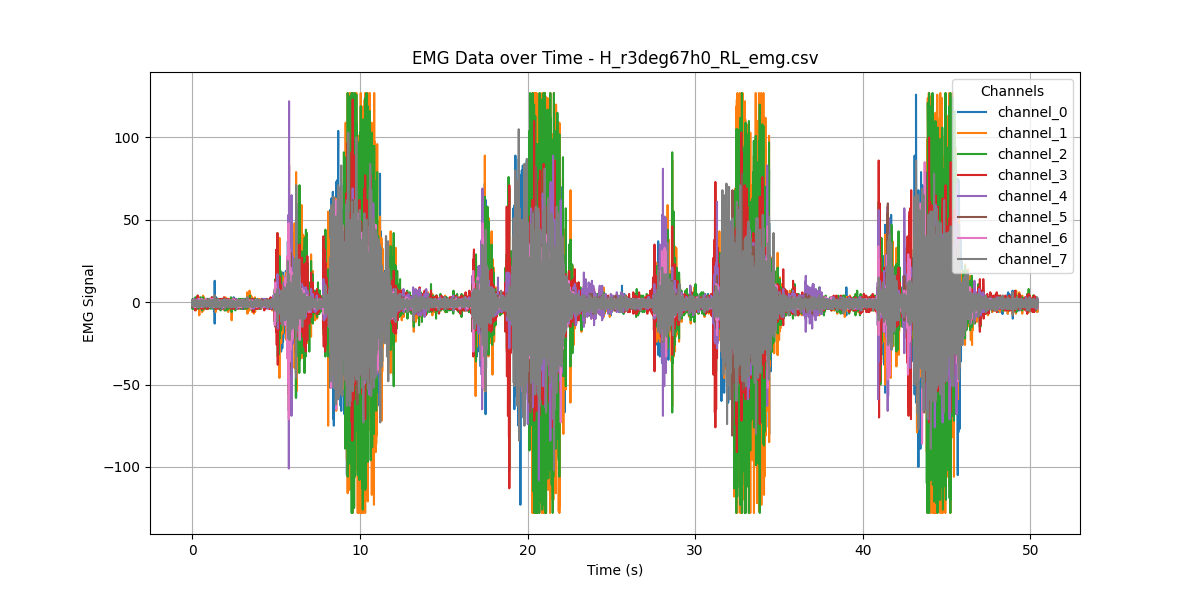 EMG Data over Time - H_r3deg67h0_RL_emg.csv
EMG Signal
100
50
0
−50
−100
0 10 20 30 40 50
Time (s)
Channels
channel_0
channel_1
channel_2
channel_3
channel_4
channel_5
channel_6
channel_7